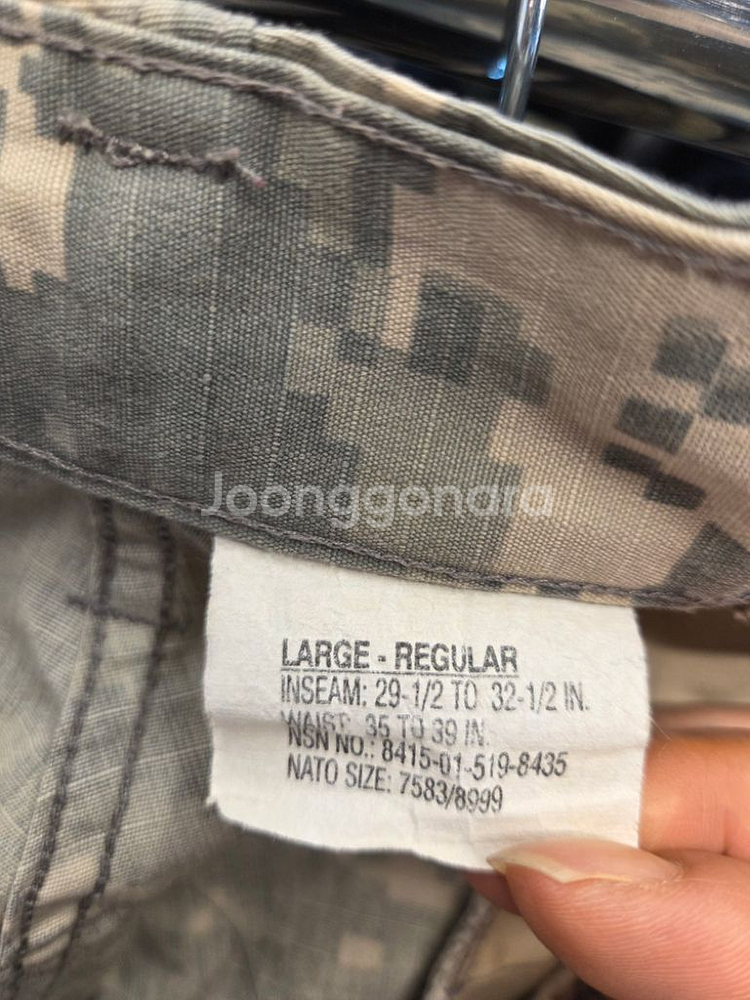 Joonggonara
LARGE - REGULAR
INSEAM: 29-1/2 TO 32-1/2 IN.
WAIST: 35 TO 39 IN.
NSN NO.: 8415-01-519-8435
NATO SIZE: 7583/8999